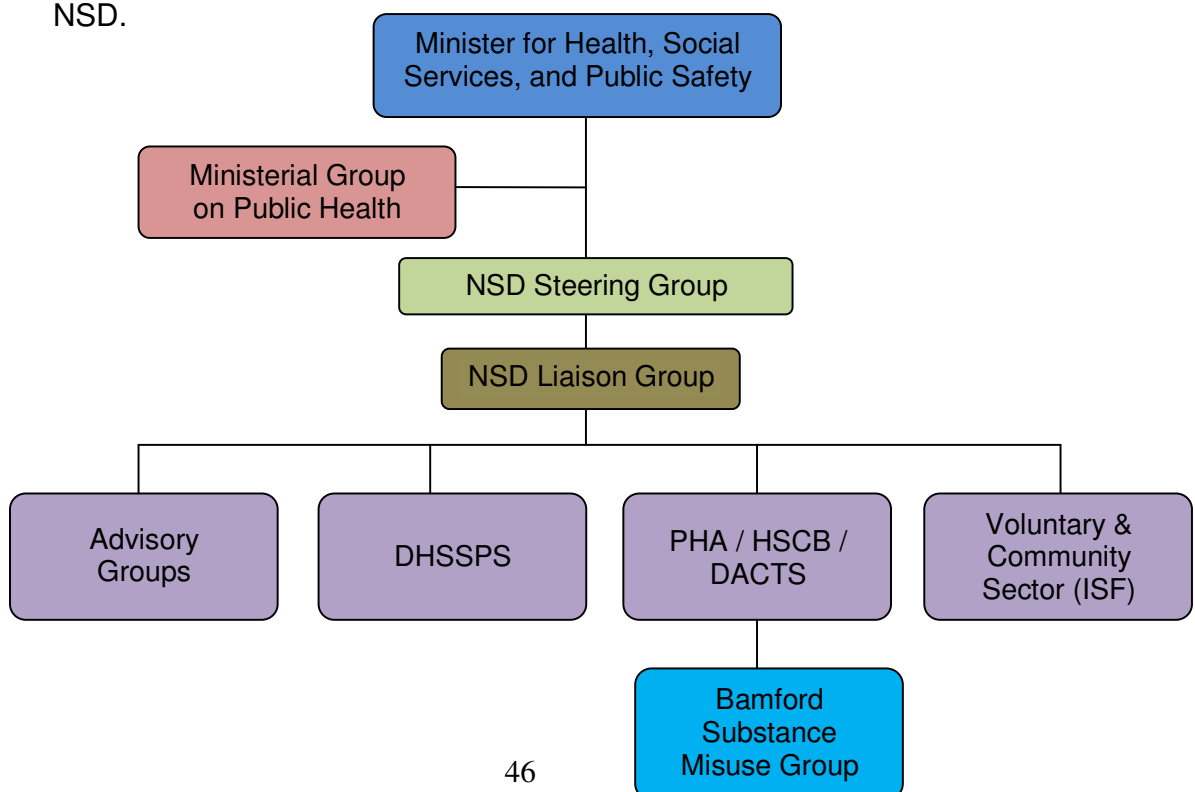 NSD.
Minister for Health, Social
Services, and Public Safety
Ministerial Group
on Public Health
NSD Steering Group
NSD Liaison Group
Advisory
Groups
DHSSPS
PHA / HSCB /
DACTS
Voluntary &
Community
Sector (ISF)
Bamford
Substance
Misuse Group
46